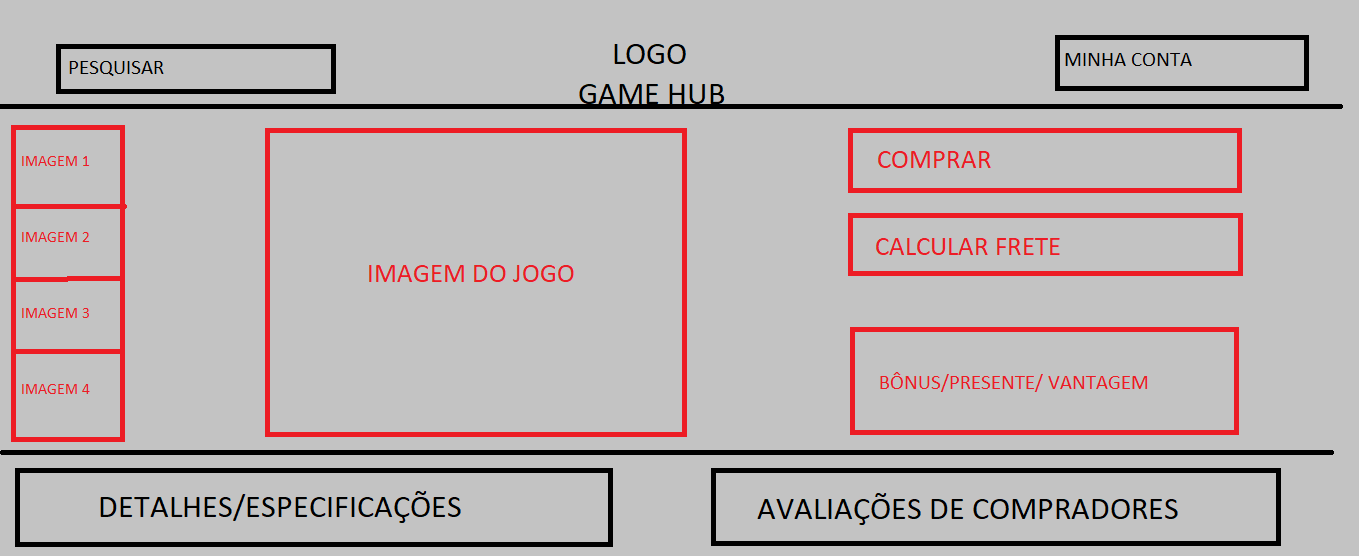 PESQUISAR
LOGO
GAME HUB
MINHA CONTA
IMAGEM 1
IMAGEM 2
IMAGEM 3
IMAGEM 4
IMAGEM DO JOGO
COMPRAR
CALCULAR FRETE
BÔNUS/PRESENTE/ VANTAGEM
DETALHES/ESPECIFICAÇÕES
AVALIAÇÕES DE COMPRADORES